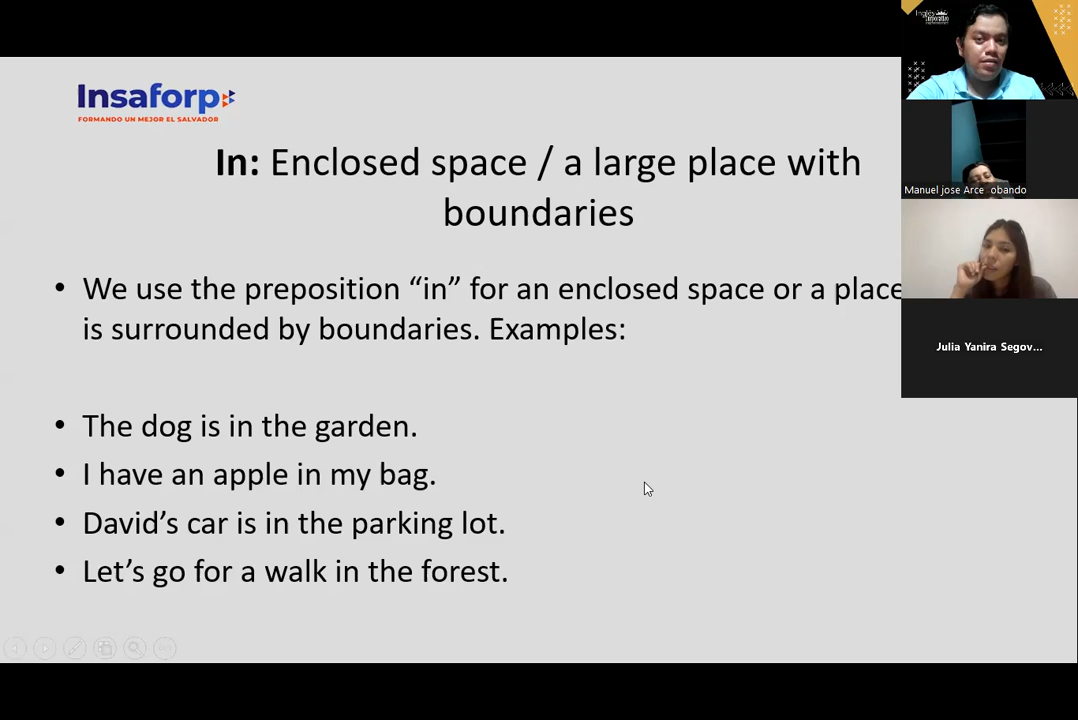 Insaforp
FORMANDO UN MEJOR EL SALVADOR
In: Enclosed space / a large place with
boundaries
• We use the preposition “in” for an enclosed space or a place
is surrounded by boundaries. Examples:
• The dog is in the garden.
• I have an apple in my bag.
• David’s car is in the parking lot.
• Let’s go for a walk in the forest.
Inglés
Manuel jose Arce obando
Julia Yanira Segov...